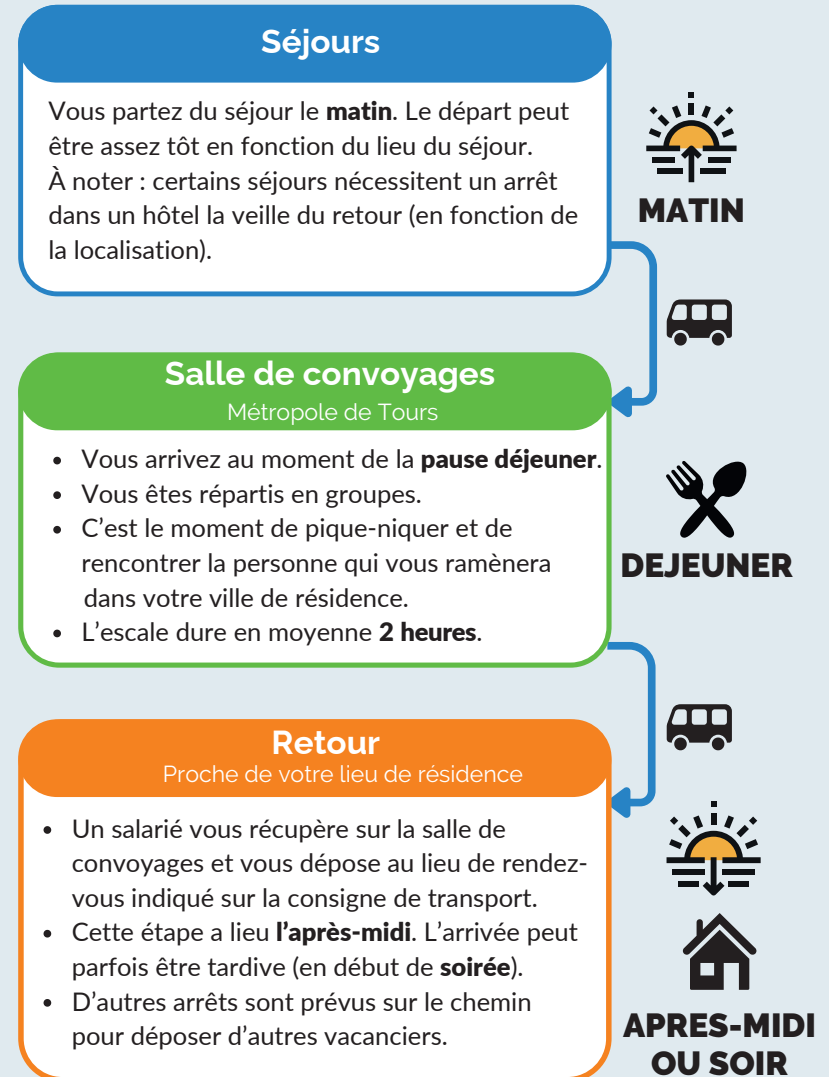 Séjours
Vous partez du séjour le matin. Le départ peut
être assez tôt en fonction du lieu du séjour.
À noter : certains séjours nécessitent un arrêt
dans un hôtel la veille du retour (en fonction de
la localisation).
MATIN
Salle de convoyages
Métropole de Tours
• Vous arrivez au moment de la pause déjeuner.
• Vous êtes répartis en groupes.
• C’est le moment de pique-niquer et de
rencontrer la personne qui vous ramènera
dans votre ville de résidence.
• L’escale dure en moyenne 2 heures.
DEJEUNER
Retour
Proche de votre lieu de résidence
• Un salarié vous récupère sur la salle de
convoyages et vous dépose au lieu de rendez-
vous indiqué sur la consigne de transport.
• Cette étape a lieu l’après-midi. L’arrivée peut
parfois être tardive (en début de soirée).
• D’autres arrêts sont prévus sur le chemin
pour déposer d’autres vacanciers.
APRES-MIDI
OU SOIR